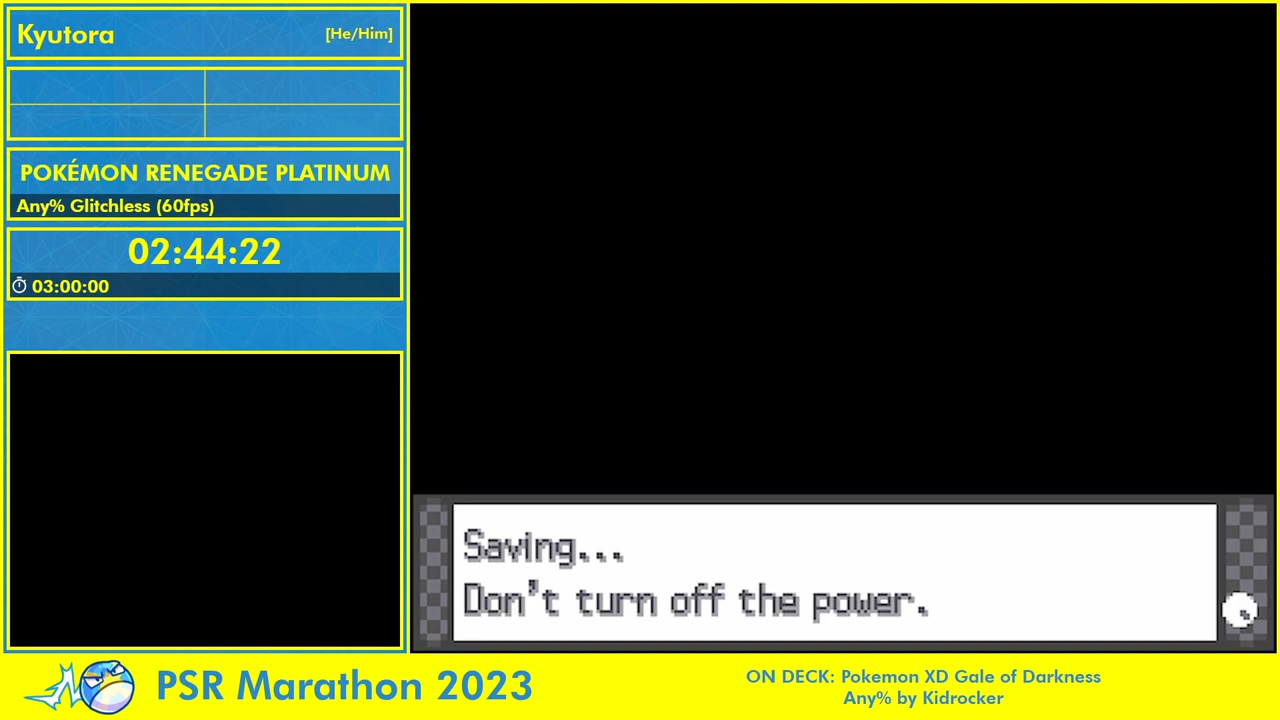 Kyutora
[He/Him]
POKÉMON RENEGADE PLATINUM
Any% Glitchless (60fps)
02:44:22
03:00:00
Saving...
Don't turn off the power.
PSR Marathon 2023
ON DECK: Pokemon XD Gale of Darkness
Any% by Kidrocker